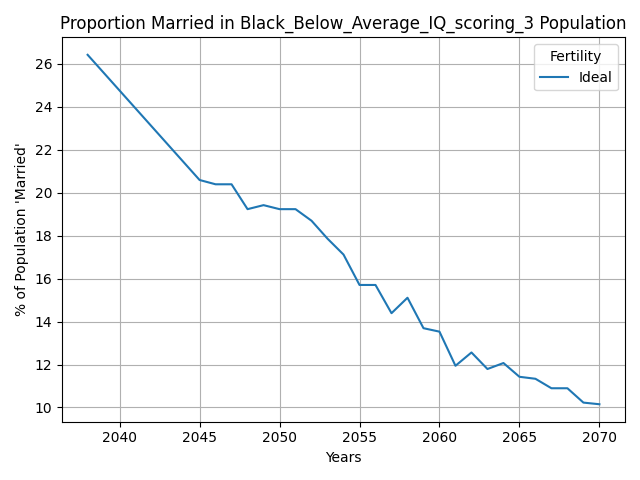 Proportion Married in Black_Below_Average_IQ_scoring_3 Population
Fertility
Ideal
% of Population 'Married'
26
24
22
20
18
16
14
12
10
2040 2045 2050 2055 2060 2065 2070
Years